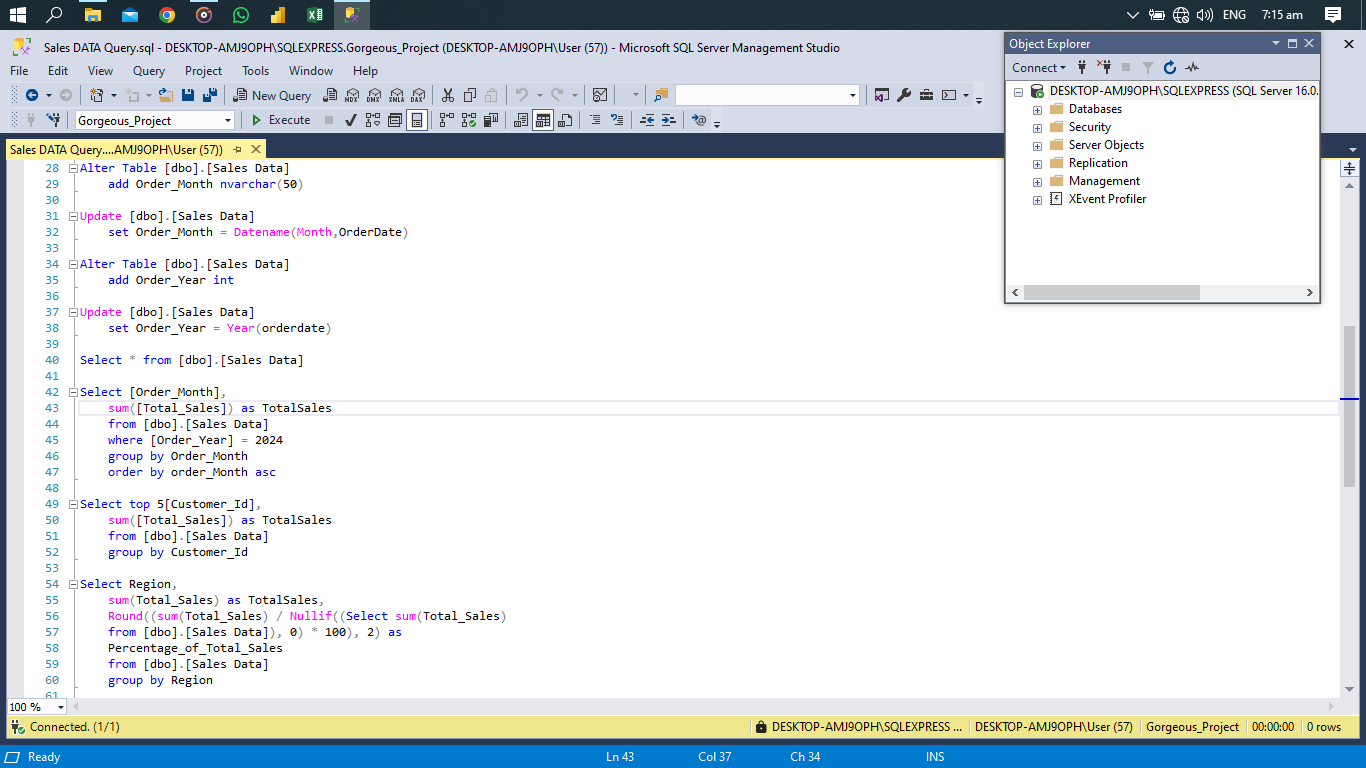 ENG 7:15 am
Sales DATA Query.sql - DESKTOP-AMJ9OPH\SQLEXPRESS.Gorgeous_Project (DESKTOP-AMJ9OPH\User (57)) - Microsoft SQL Server Management Studio
File Edit View Query Project Tools Window Help
New Query MDX DMX XMLA DAX
Gorgeous_Project Execute
Object Explorer
Connect
DESKTOP-AMJ9OPH\SQLEXPRESS (SQL Server 16.0.
Databases
Security
Server Objects
Replication
Management
XEvent Profiler
Sales DATA Query....AMJ9OPH\User (57))
28 Alter Table [dbo].[Sales Data]
29 add Order_Month nvarchar(50)
30
31 Update [dbo].[Sales Data]
32 set Order_Month = Datename(Month,OrderDate)
33
34 Alter Table [dbo].[Sales Data]
35 add Order_Year int
36
37 Update [dbo].[Sales Data]
38 set Order_Year = Year(orderdate)
39
40 Select * from [dbo].[Sales Data]
41
42 Select [Order_Month],
43 sum([Total_Sales]) as TotalSales
44 from [dbo].[Sales Data]
45 where [Order_Year] = 2024
46 group by Order_Month
47 order by order_Month asc
48
49 Select top 5[Customer_Id],
50 sum([Total_Sales]) as TotalSales
51 from [dbo].[Sales Data]
52 group by Customer_Id
53
54 Select Region,
55 sum(Total_Sales) as TotalSales,
56 Round((sum(Total_Sales) / Nullif((Select sum(Total_Sales)
57 from [dbo].[Sales Data]), 0) * 100), 2) as
58 Percentage_of_Total_Sales
59 from [dbo].[Sales Data]
60 group by Region
61
100 %
Connected. (1/1) DESKTOP-AMJ9OPH\SQLEXPRESS ... DESKTOP-AMJ9OPH\User (57) Gorgeous_Project 00:00:00 0 rows
Ready Ln 43 Col 37 Ch 34 INS